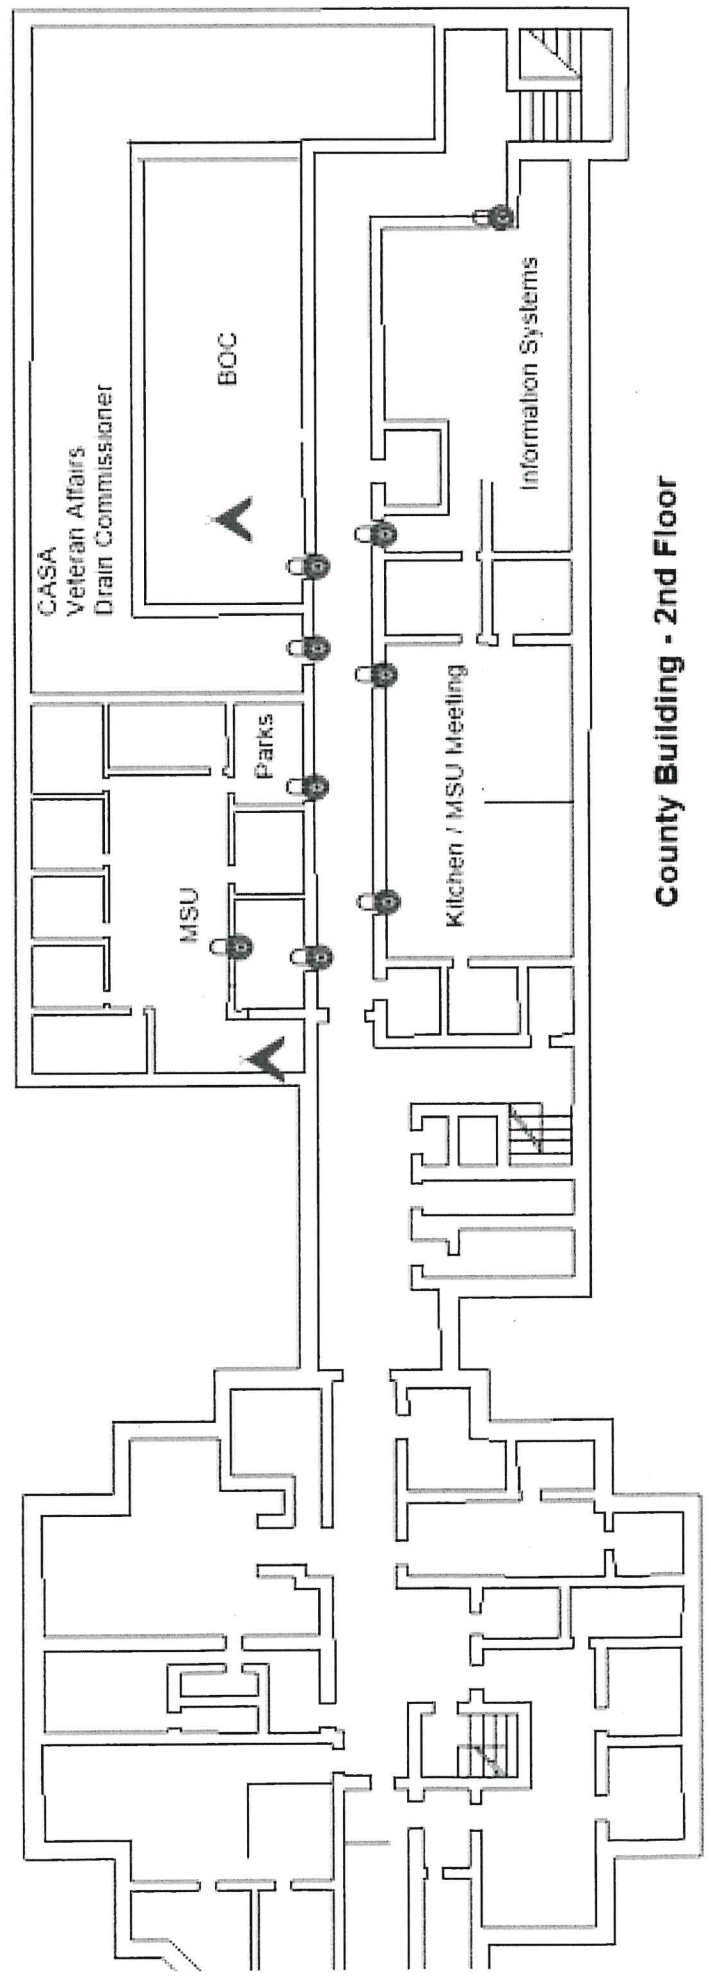 CASA
Veteran Affairs
Drain Commissioner
BOC
MSU
Parks
Information Systems
Kitchen / MSU Meeting
County Building - 2nd Floor